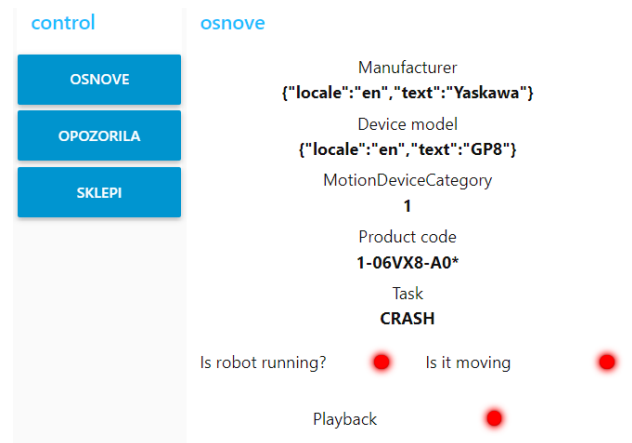 control
OSNOVE
OPOZORILA
SKLEPI
osnove
Manufacturer
{"locale":"en","text":"Yaskawa"}
Device model
{"locale":"en","text":"GP8"}
MotionDeviceCategory
1
Product code
1-06VX8-A0*
Task
CRASH
Is robot running?
Is it moving
Playback